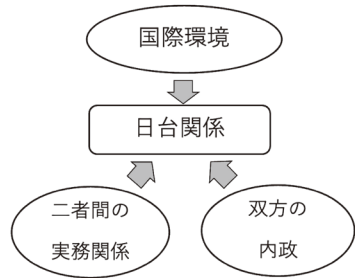 国際環境
日台関係
二者間の
実務関係
双方の
内政